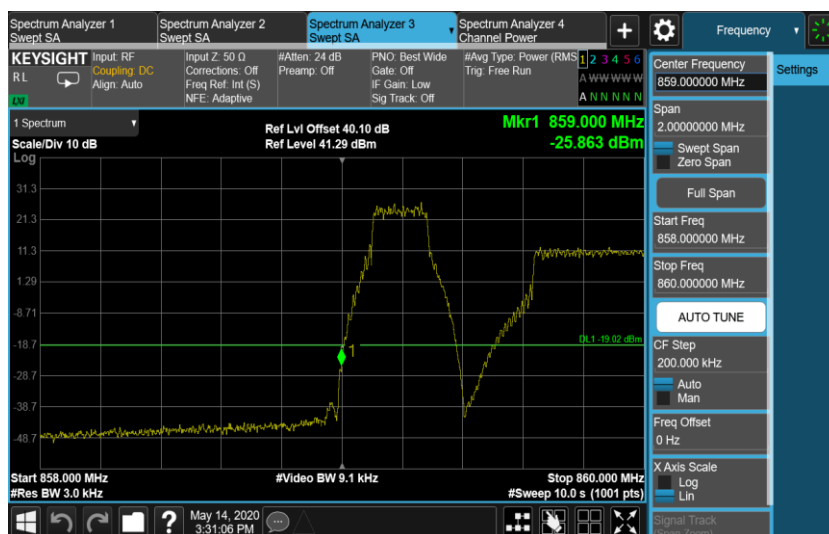 Spectrum Analyzer 1
Swept SA
Spectrum Analyzer 2
Swept SA
Spectrum Analyzer 3
Swept SA
Spectrum Analyzer 4
Channel Power
+
Frequency
KEYSIGHT
RL
LXI
Input: RF
Coupling: DC
Align: Auto
Input Z: 50 Ω
Corrections: Off
Freq Ref: Int (S)
NFE: Adaptive
#Atten: 24 dB
Preamp: Off
PNO: Best Wide
Gate: Off
IF Gain: Low
Sig Track: Off
#Avg Type: Power (RMS
Trig: Free Run
1 2 3 4 5 6
A W W W W W
A N N N N N
1 Spectrum
Scale/Div 10 dB
Log
Ref Lvl Offset 40.10 dB
Ref Level 41.29 dBm
Mkr1 859.000 MHz
-25.863 dBm
31.3
21.3
11.3
1.29
-8.71
-18.7
-28.7
-38.7
-48.7
DL1 -19.02 dBm
1
Start 858.000 MHz
#Res BW 3.0 kHz
#Video BW 9.1 kHz
Stop 860.000 MHz
#Sweep 10.0 s (1001 pts)
?
May 14, 2020
3:31:06 PM
Center Frequency
859.000000 MHz
Settings
Span
2.00000000 MHz
Swept Span
Zero Span
Full Span
Start Freq
858.000000 MHz
Stop Freq
860.000000 MHz
AUTO TUNE
CF Step
200.000 kHz
Auto
Man
Freq Offset
0 Hz
X Axis Scale
Log
Lin
Signal Track
(Span Zoom)